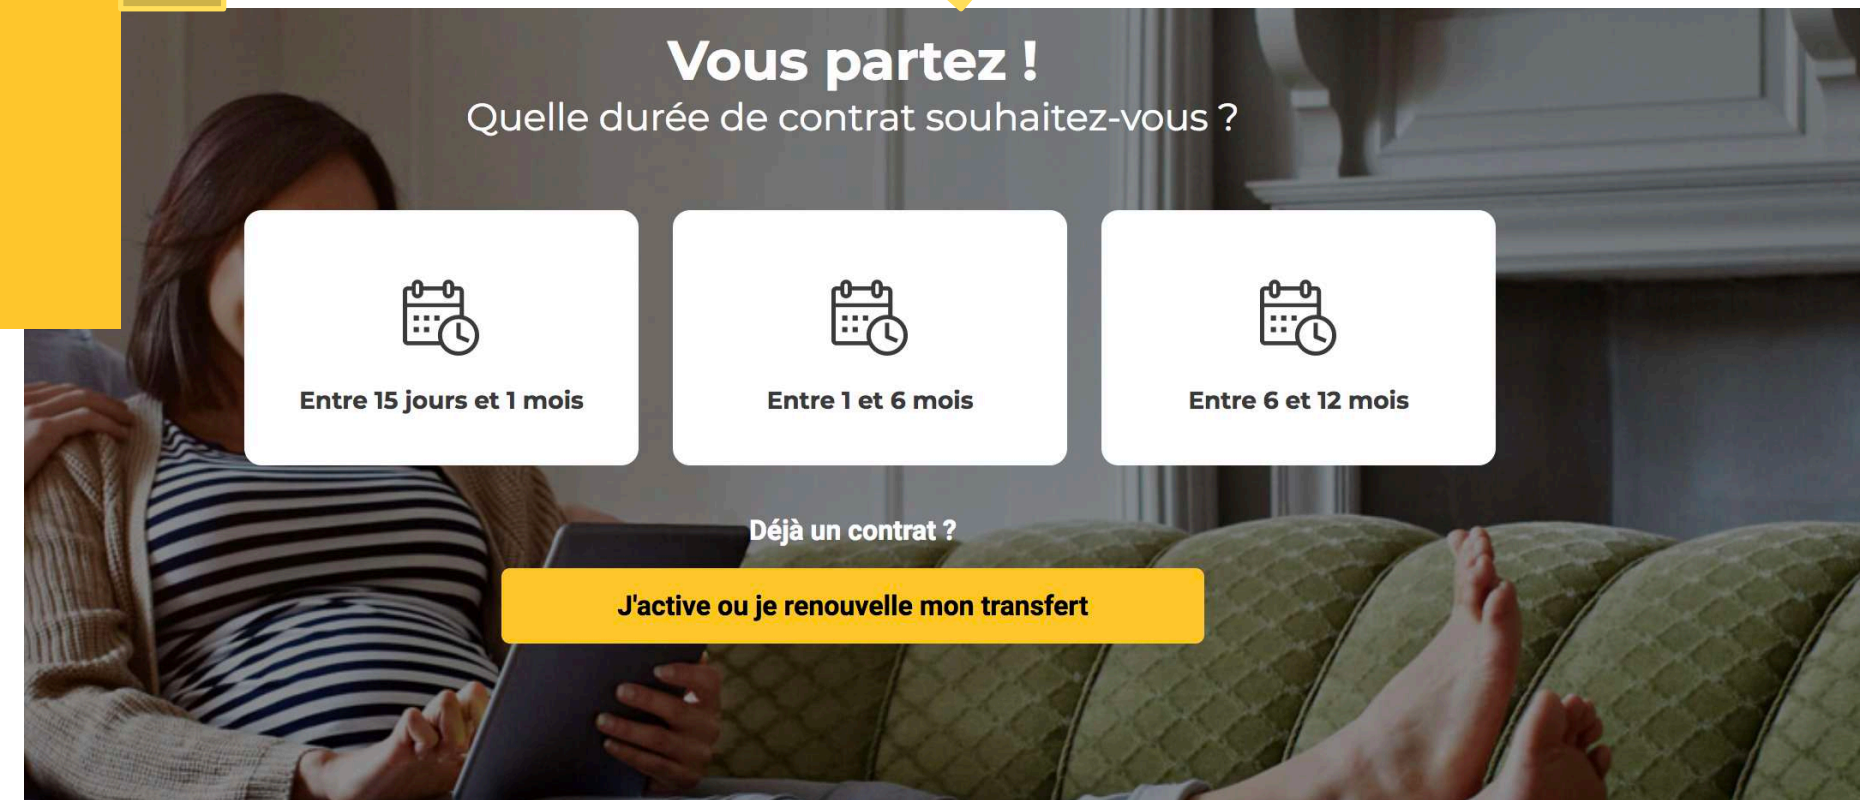 Vous partez !
Quelle durée de contrat souhaitez-vous ?
Entre 15 jours et 1 mois
Entre 1 et 6 mois
Entre 6 et 12 mois
Déjà un contrat ?
J'active ou je renouvelle mon transfert